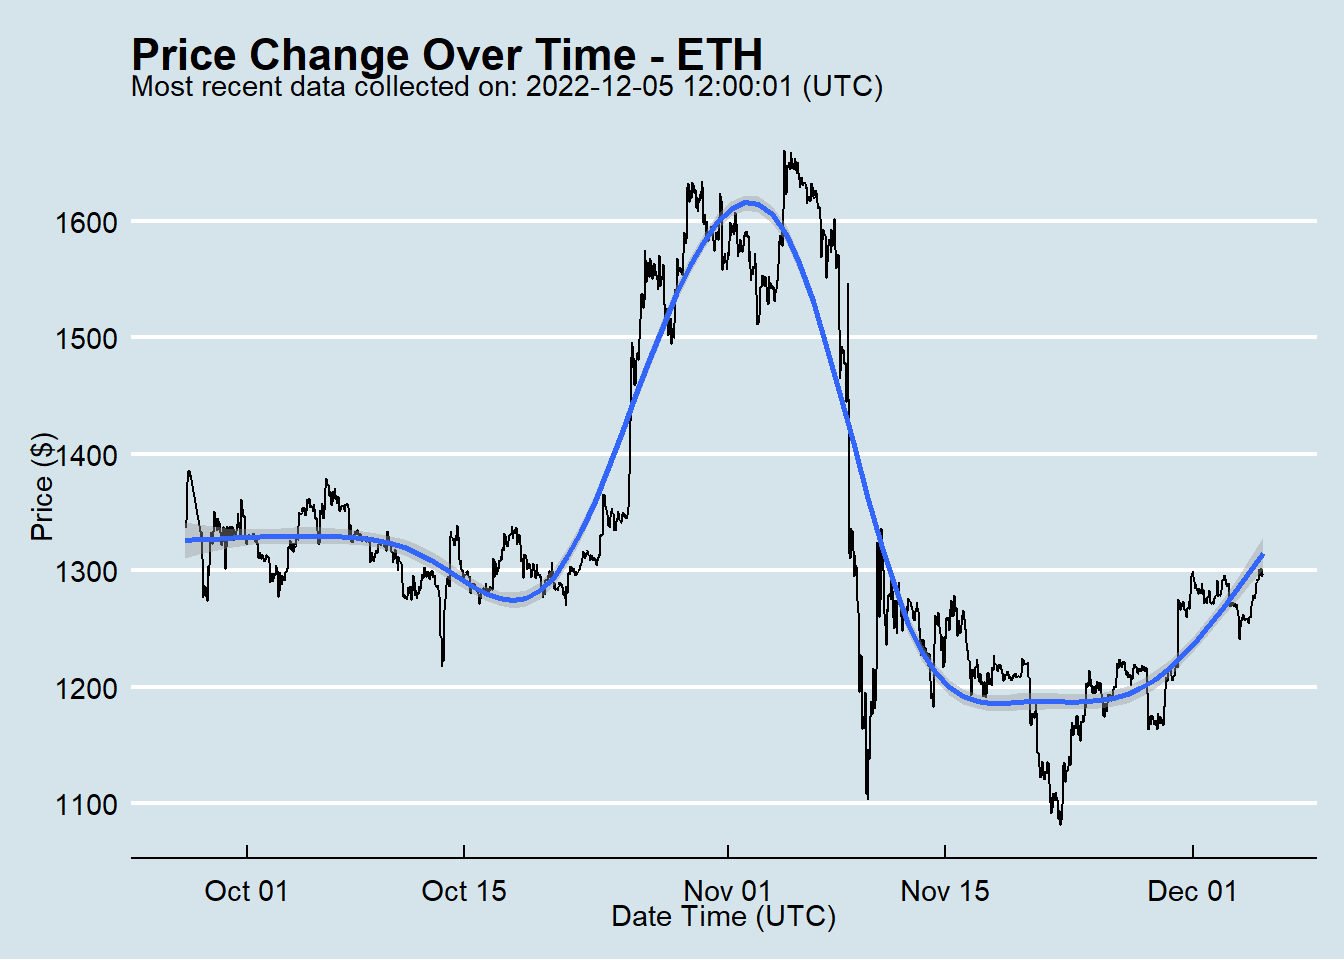 Price Change Over Time - ETH
Most recent data collected on: 2022-12-05 12:00:01 (UTC)
Price ($)
1600
1500
1400
1300
1200
1100
Oct 01
Oct 15
Nov 01
Nov 15
Dec 01
Date Time (UTC)